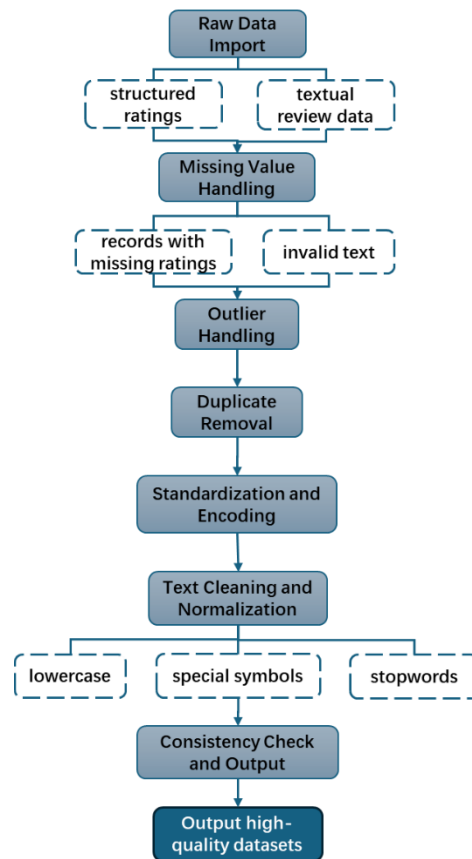 Raw Data
Import
structured
ratings
textual
review data
Missing Value
Handling
records with
missing ratings
invalid text
Outlier
Handling
Duplicate
Removal
Standardization and
Encoding
Text Cleaning and
Normalization
lowercase
special symbols
stopwords
Consistency Check
and Output
Output high-
quality datasets